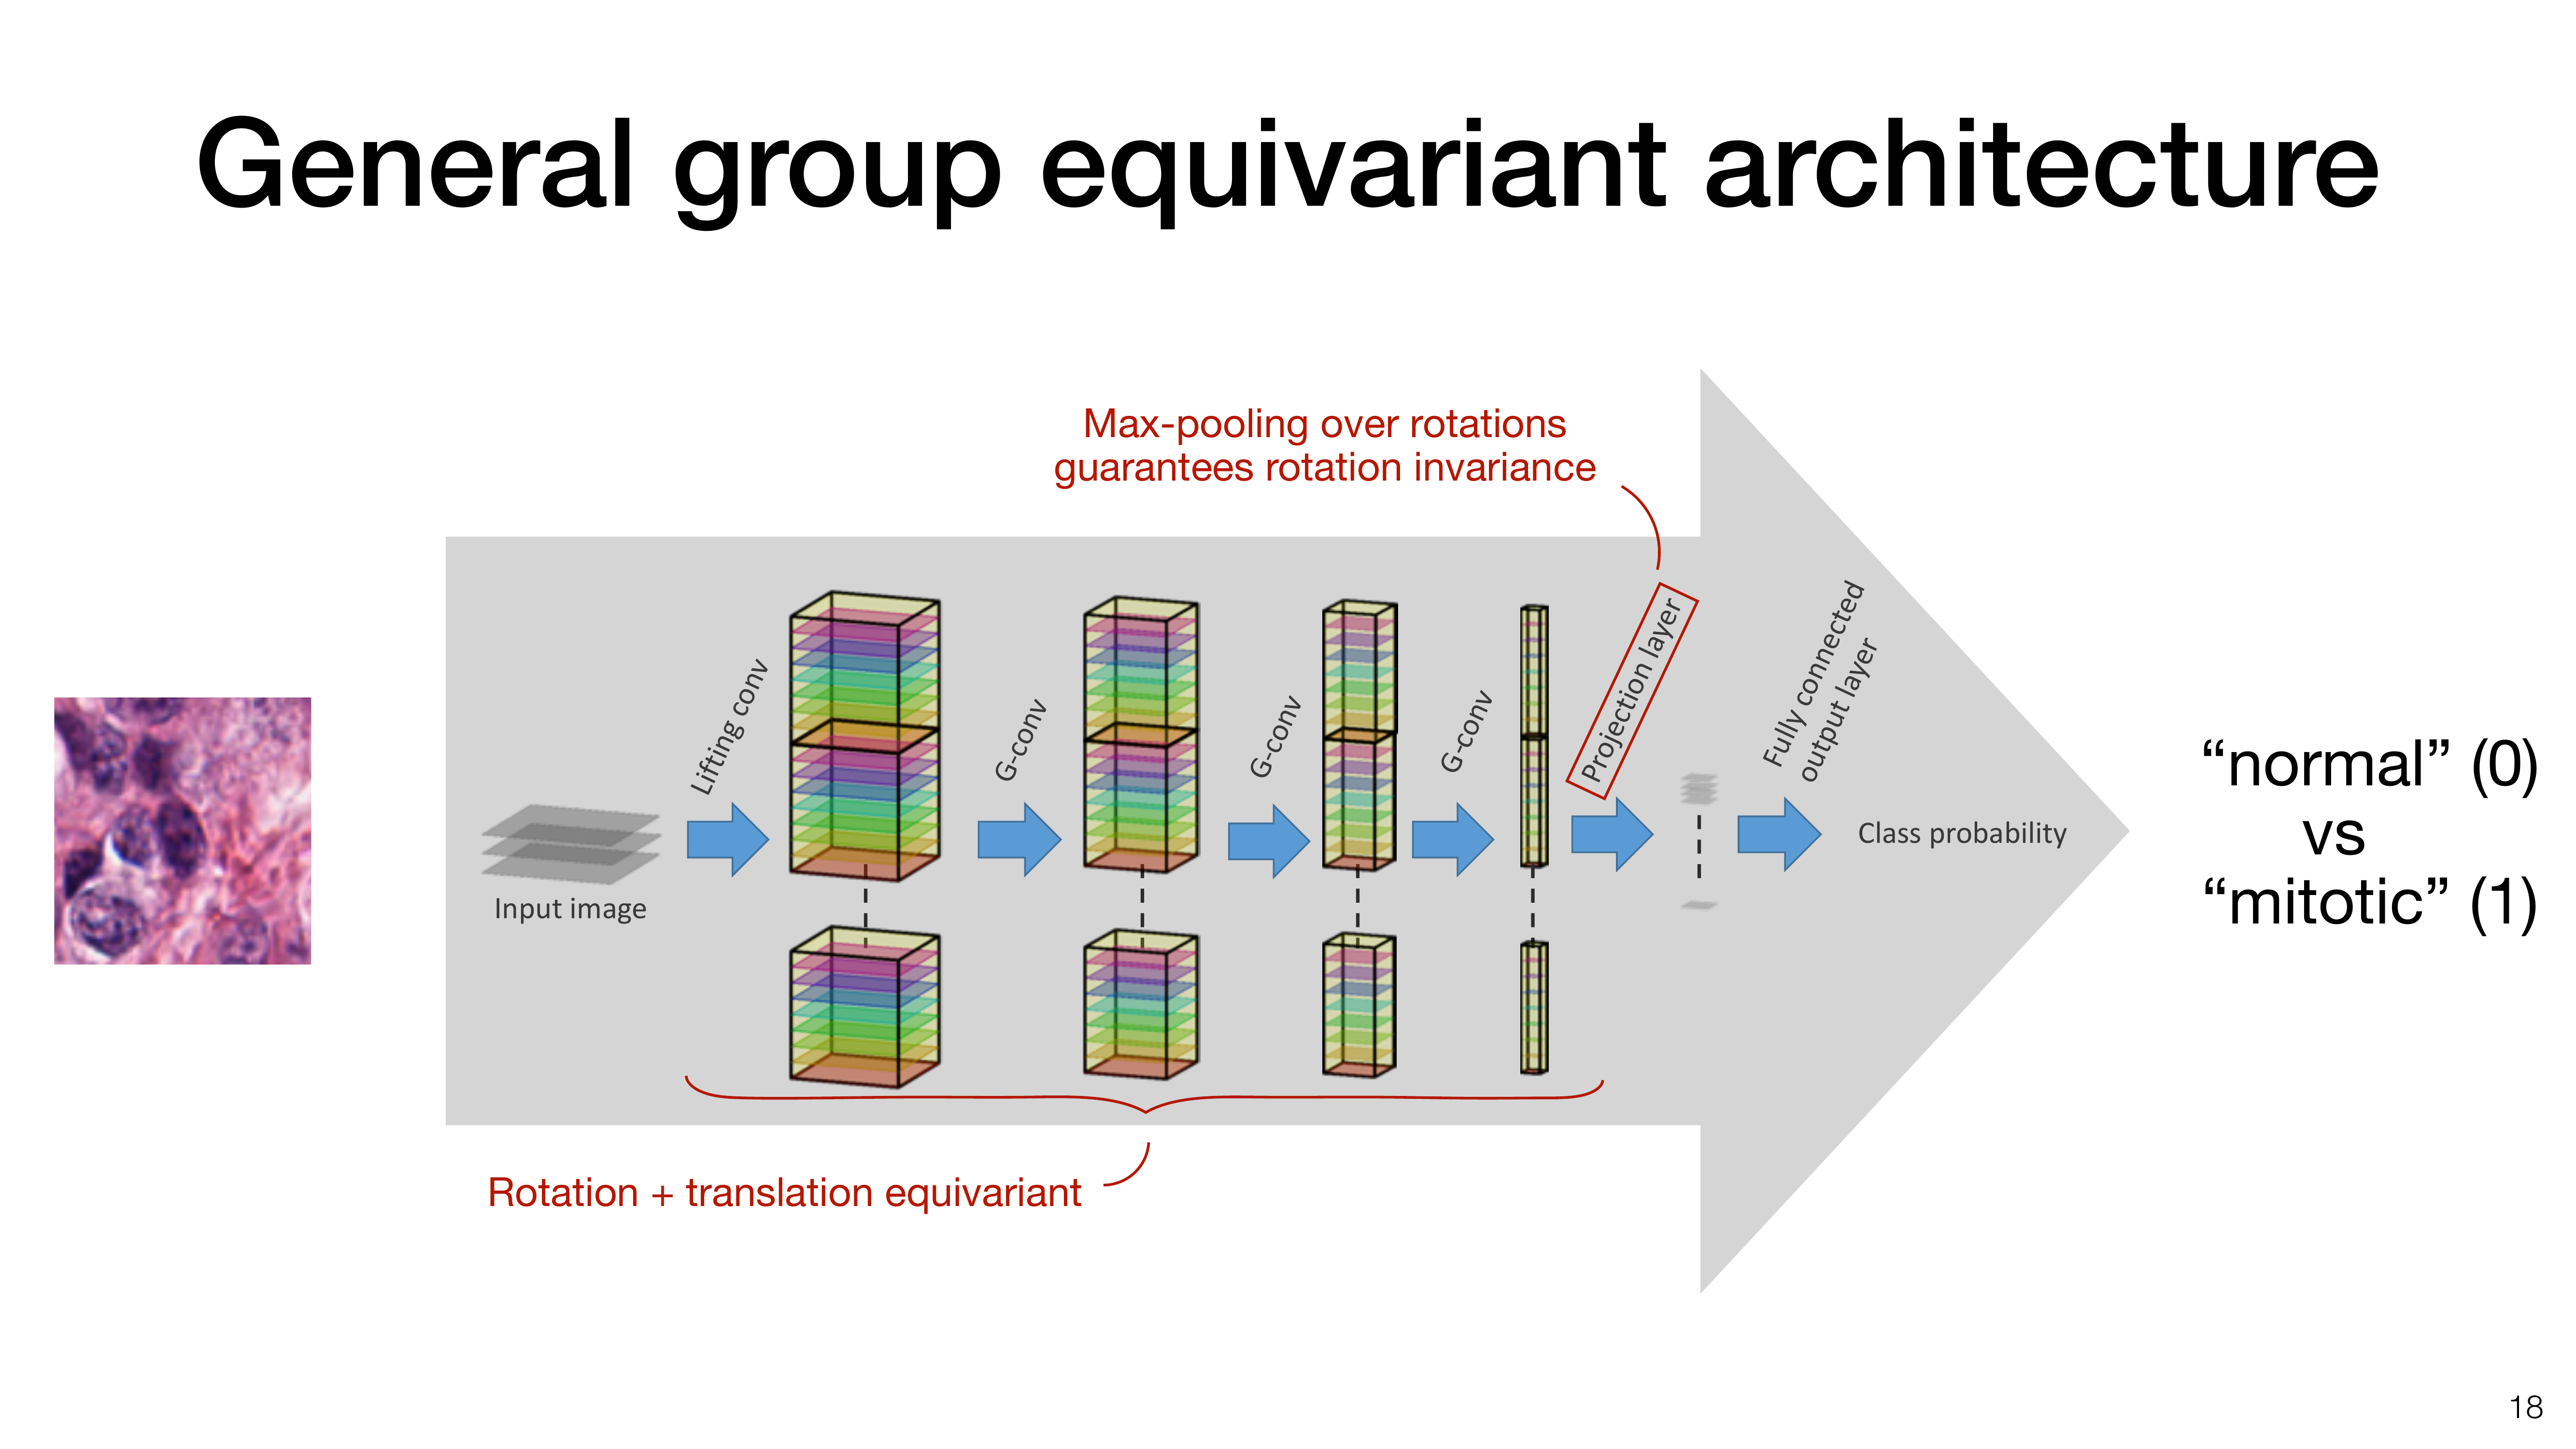 General group equivariant architecture
Max-pooling over rotations
guarantees rotation invariance
Lifting conv
G-conv
G-conv
G-conv
Projection layer
Fully connected
output layer
Input image
Class probability
“normal” (0)
vs
“mitotic” (1)
Rotation + translation equivariant
18